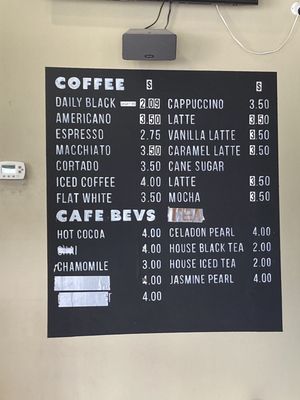 COFFEE $
DAILY BLACK 2.09
AMERICANO 3.50
ESPRESSO 2.75
MACCHIATO 3.50
CORTADO 3.50
ICED COFFEE 4.00
FLAT WHITE 3.50
$
CAPPUCCINO 3.50
LATTE 3.50
VANILLA LATTE 3.50
CARAMEL LATTE 3.50
CANE SUGAR
LATTE 3.50
MOCHA 3.50
CAFE BEVS
HOT COCOA 4.00
4.00
CHAMOMILE 3.00
4.00
4.00
CELADON PEARL 4.00
HOUSE BLACK TEA 2.00
HOUSE ICED TEA 2.00
JASMINE PEARL 4.00